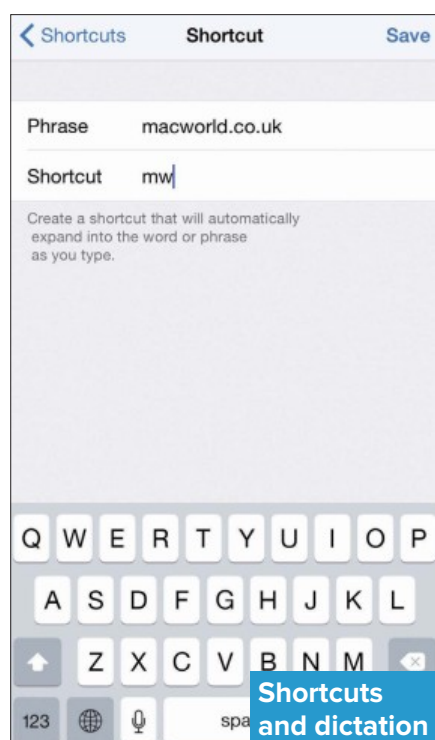 Shortcuts Shortcut Save
Phrase macworld.co.uk
Shortcut mw
Create a shortcut that will automatically
expand into the word or phrase
as you type.
Q W E R T Y U I O P
A S D F G H J K L
Z X C V B N M
123 spa
Shortcuts
and dictation